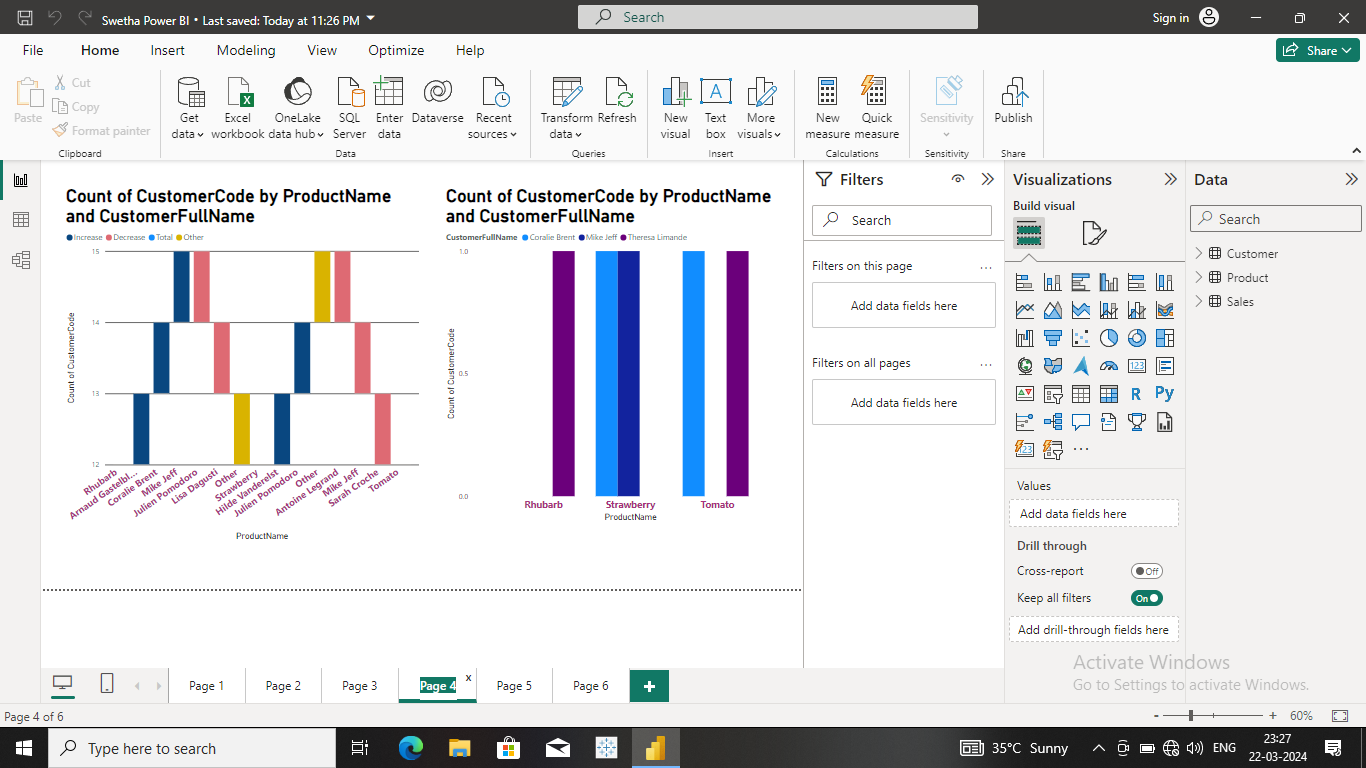 Swetha Power BI • Last saved: Today at 11:26 PM
Search
Sign in
File Home Insert Modeling View Optimize Help
Share
Paste
Cut
Copy
Format painter
Clipboard
Get data
Excel workbook
OneLake data hub
SQL Server
Enter data
Dataverse
Recent sources
Data
Transform data
Refresh
Queries
New visual
Text box
More visuals
Insert
New measure
Quick measure
Calculations
Sensitivity
Sensitivity
Publish
Share
Count of CustomerCode by ProductName
and CustomerFullName
Increase Decrease Total Other
15
14
13
12
Count of CustomerCode
Rhubarb
Arnaud Gastelbl...
Coralie Brent
Mike Jeff
Julien Pomodoro
Lisa Dagusti
Other
Strawberry
Hilde Vanderelst
Julien Pomodoro
Other
Antoine Legrand
Mike Jeff
Sarah Croche
Tomato
ProductName
Count of CustomerCode by ProductName
and CustomerFullName
CustomerFullName Coralie Brent Mike Jeff Theresa Limande
1.0
0.5
0.0
Count of CustomerCode
Rhubarb Strawberry Tomato
ProductName
Filters
Search
Filters on this page ...
Add data fields here
Filters on all pages ...
Add data fields here
Visualizations
Build visual
123
R Py
123
...
Values
Add data fields here
Drill through
Cross-report Off
Keep all filters On
Add drill-through fields here
Data
Search
Customer
Product
Sales
Activate Windows
Go to Settings to activate Windows.
Page 1 Page 2 Page 3 Page 4 x Page 5 Page 6 +
Page 4 of 6
- + 60%
Type here to search
35°C Sunny
ENG
23:27
22-03-2024